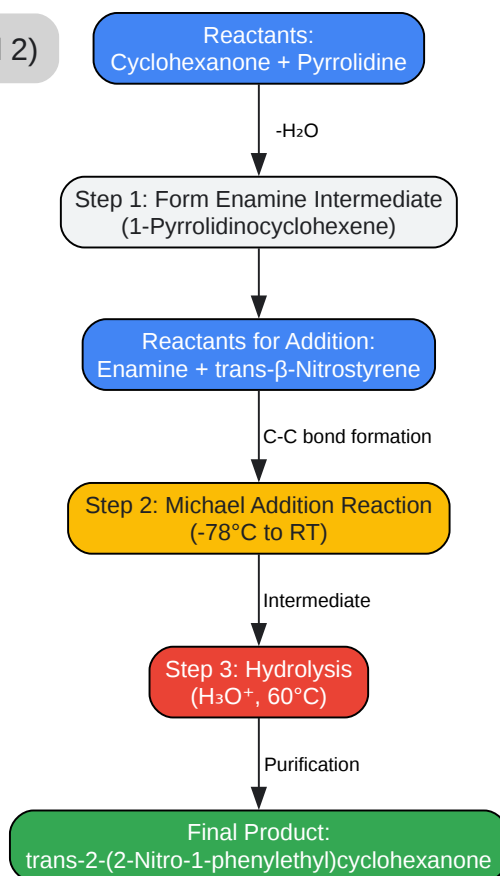 2)
Reactants:
Cyclohexanone + Pyrrolidine
-H₂O
Step 1: Form Enamine Intermediate
(1-Pyrrolidinocyclohexene)
Reactants for Addition:
Enamine + trans-β-Nitrostyrene
C-C bond formation
Step 2: Michael Addition Reaction
(-78°C to RT)
Intermediate
Step 3: Hydrolysis
(H₃O⁺, 60°C)
Purification
Final Product:
trans-2-(2-Nitro-1-phenylethyl)cyclohexanone